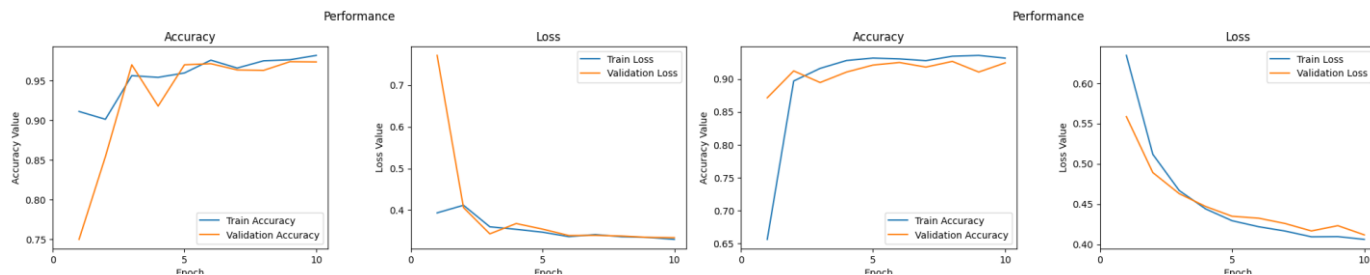 Performance
Accuracy
Accuracy Value
0.95
0.90
0.85
0.80
0.75
0
5
10
Epoch
Train Accuracy
Validation Accuracy
Loss
Loss Value
0.7
0.6
0.5
0.4
0
5
10
Epoch
Train Loss
Validation Loss
Performance
Accuracy
Accuracy Value
0.90
0.85
0.80
0.75
0.70
0.65
0
5
10
Epoch
Train Accuracy
Validation Accuracy
Loss
Loss Value
0.60
0.55
0.50
0.45
0.40
0
5
10
Epoch
Train Loss
Validation Loss